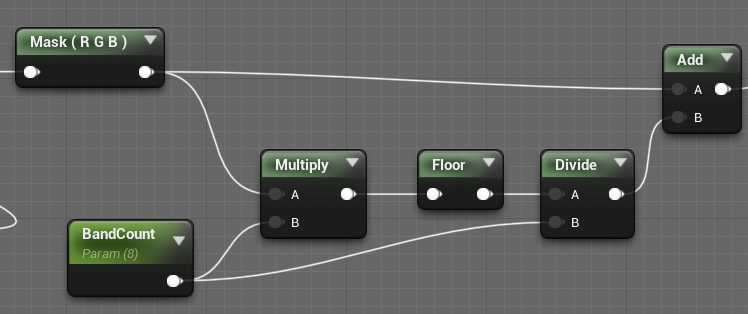 Mask ( R G B )
Add
A
B
Multiply
A
B
Floor
Divide
A
B
BandCount
Param (8)